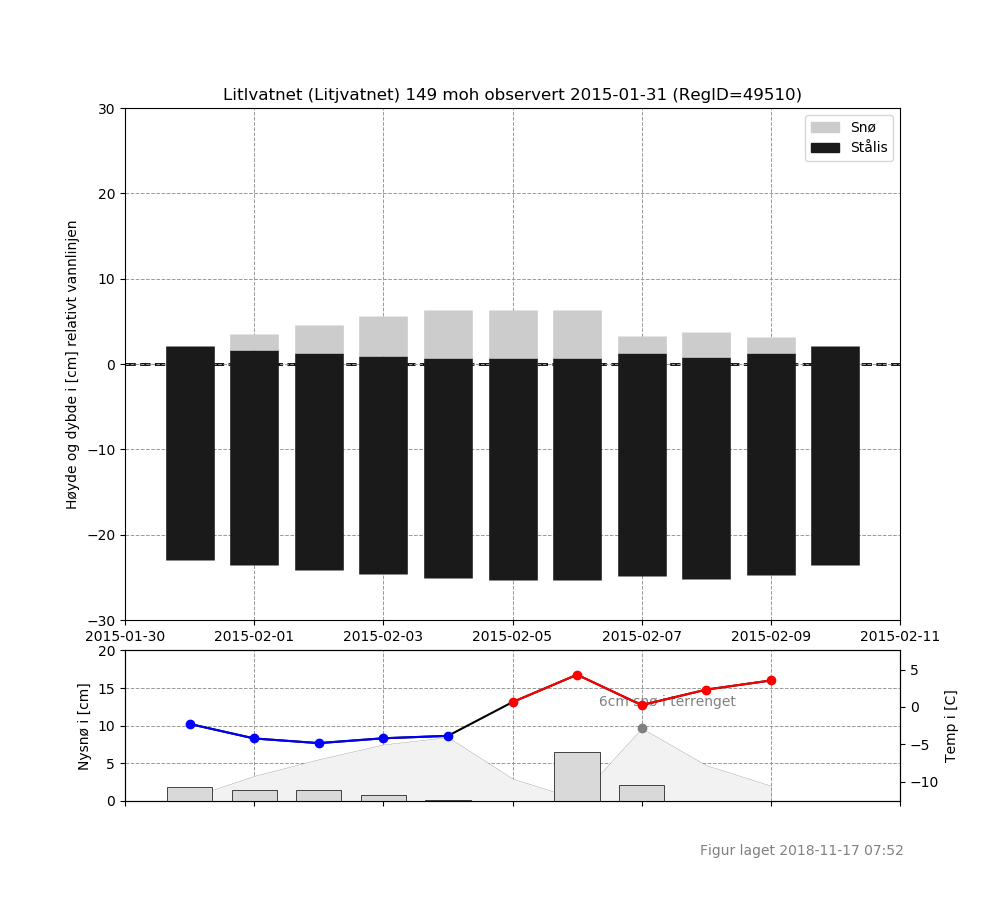 Litlvatnet (Litjvatnet) 149 moh observert 2015-01-31 (RegID=49510)
30
20
10
0
−10
−20
−30
Høyde og dybde i [cm] relativt vannlinjen
Snø
Stålis
2015-01-30 2015-02-01 2015-02-03 2015-02-05 2015-02-07 2015-02-09 2015-02-11
20
15
10
5
0
Nysnø i [cm]
6cm snø i terrenget
5
0
−5
−10
Temp i [C]
Figur laget 2018-11-17 07:52